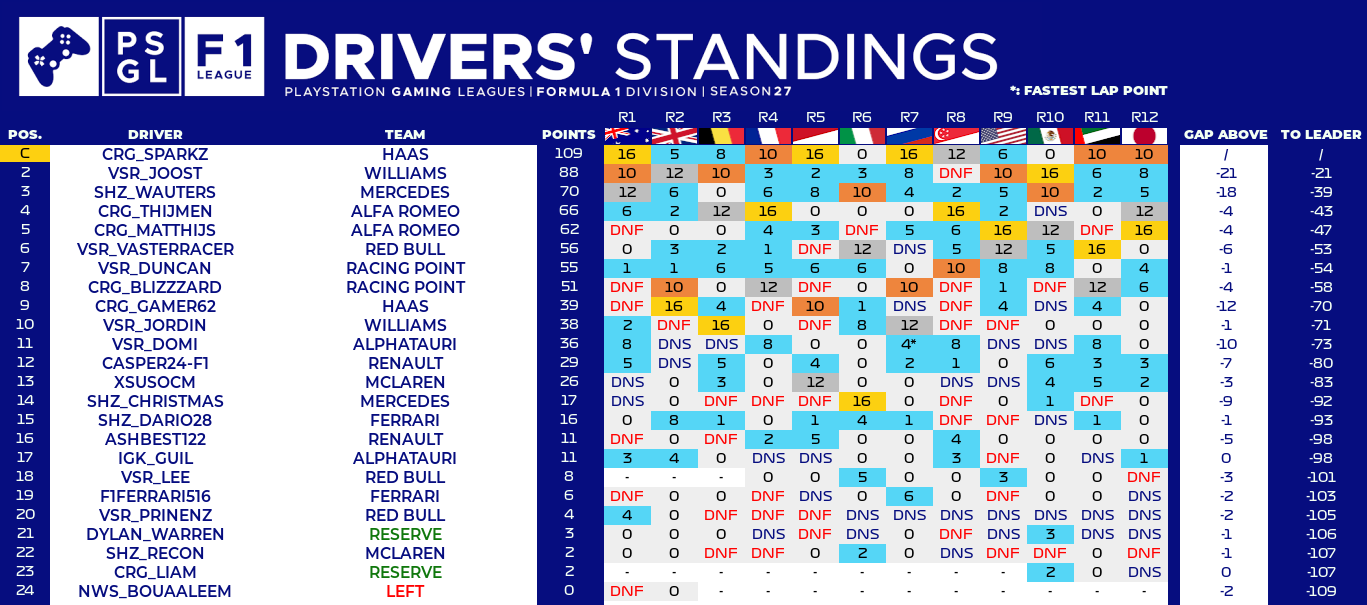 PS GL F1 LEAGUE DRIVERS' STANDINGS
PLAYSTATION GAMING LEAGUES | FORMULA 1 DIVISION | SEASON 27
*: FASTEST LAP POINT
R1 R2 R3 R4 R5 R6 R7 R8 R9 R10 R11 R12
POS. DRIVER TEAM POINTS GAP ABOVE TO LEADER
C CRG_SPARKZ HAAS 109 16 5 8 10 16 0 16 12 6 0 10 10 / /
2 VSR_JOOST WILLIAMS 88 10 12 10 3 2 3 8 DNF 10 16 6 8 -21 -21
3 SHZ_WAUTERS MERCEDES 70 12 6 0 6 8 10 4 2 5 10 2 5 -18 -39
4 CRG_THIJMEN ALFA ROMEO 66 6 2 12 16 0 0 0 16 2 DNS 0 12 -4 -43
5 CRG_MATTHIJS ALFA ROMEO 62 DNF 0 0 4 3 DNF 5 6 16 12 DNF 16 -4 -47
6 VSR_VASTERRACER RED BULL 56 0 3 2 1 DNF 12 DNS 5 12 5 16 0 -6 -53
7 VSR_DUNCAN RACING POINT 55 1 1 6 5 6 6 0 10 8 8 0 4 -1 -54
8 CRG_BLIZZZARD RACING POINT 51 DNF 10 0 12 DNF 0 10 DNF 1 DNF 12 6 -4 -58
9 CRG_GAMER62 HAAS 39 DNF 16 4 DNF 10 1 DNS DNF 4 DNS 4 0 -12 -70
10 VSR_JORDIN WILLIAMS 38 2 DNF 16 0 DNF 8 12 DNF DNF 0 0 0 -1 -71
11 VSR_DOMI ALPHATAURI 36 8 DNS DNS 8 0 0 4* 8 DNS DNS 8 0 -10 -73
12 CASPER24-F1 RENAULT 29 5 DNS 5 0 4 0 2 1 0 6 3 3 -7 -80
13 XSUSOCM MCLAREN 26 DNS 0 3 0 12 0 0 DNS DNS 4 5 2 -3 -83
14 SHZ_CHRISTMAS MERCEDES 17 DNS 0 DNF DNF DNF 16 0 DNF 0 1 DNF 0 -9 -92
15 SHZ_DARIO28 FERRARI 16 0 8 1 0 1 4 1 DNF DNF DNS 1 0 -1 -93
16 ASHBEST122 RENAULT 11 DNF 0 DNF 2 5 0 0 4 0 0 0 0 -5 -98
17 IGK_GUIL ALPHATAURI 11 3 4 0 DNS DNS 0 0 3 DNF 0 DNS 1 0 -98
18 VSR_LEE RED BULL 8 - - - 0 0 5 0 0 3 0 0 DNF -3 -101
19 F1FERRARI516 FERRARI 6 DNF 0 0 DNF DNS 0 6 0 DNF 0 0 DNS -2 -103
20 VSR_PRINENZ RED BULL 4 4 0 DNF DNF DNF DNS DNS DNS DNS DNS DNS DNS -2 -105
21 DYLAN_WARREN RESERVE 3 0 0 0 DNS DNF DNS 0 DNF DNS 3 DNS DNS -1 -106
22 SHZ_RECON MCLAREN 2 0 0 DNF DNF 0 2 0 DNS DNF DNF 0 DNF -1 -107
23 CRG_LIAM RESERVE 2 - - - - - - - - - 2 0 DNS 0 -107
24 NWS_BOUAALEEM LEFT 0 DNF 0 - - - - - - - - - - -2 -109